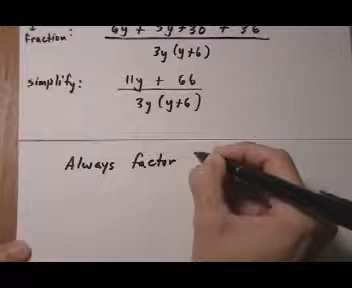 6y + 5y + 30 + 36
fraction:
3y (y+6)
simplify: 11y + 66
3y (y+6)
Always factor